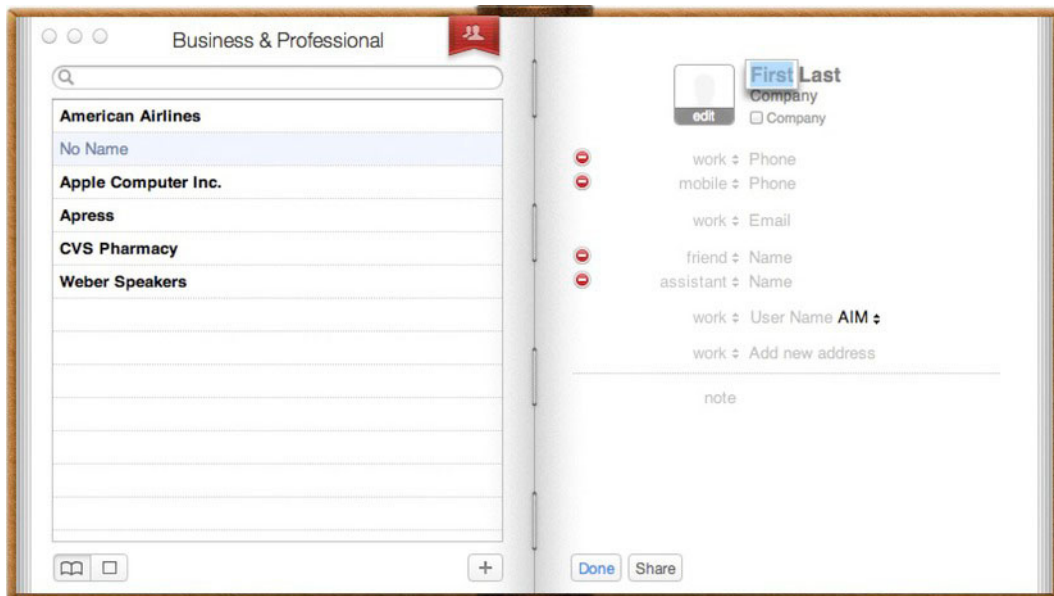 Business & Professional
American Airlines
No Name
Apple Computer Inc.
Apress
CVS Pharmacy
Weber Speakers
First Last
Company
edit
Company
work Phone
mobile Phone
work Email
friend Name
assistant Name
work User Name AIM
work Add new address
note
Done Share